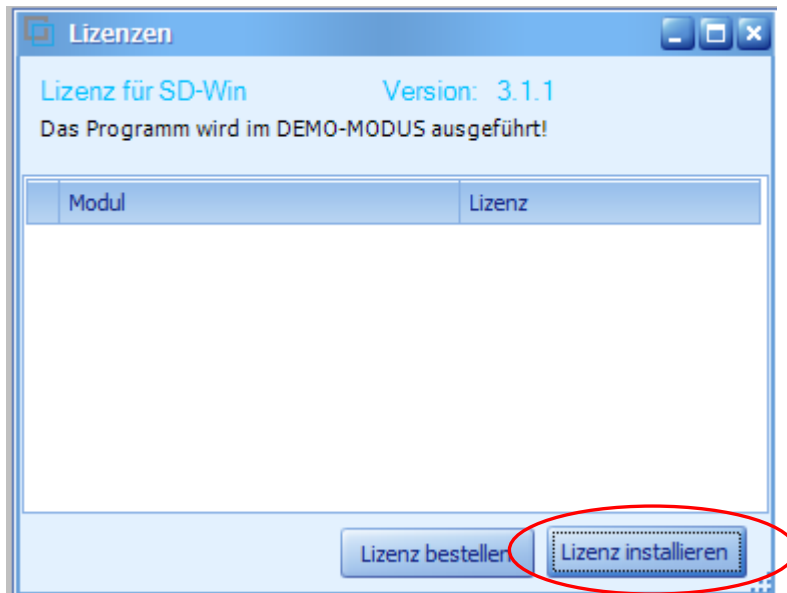 Lizenzen
Lizenz für SD-Win Version: 3.1.1
Das Programm wird im DEMO-MODUS ausgeführt!
Modul Lizenz
Lizenz bestellen Lizenz installieren